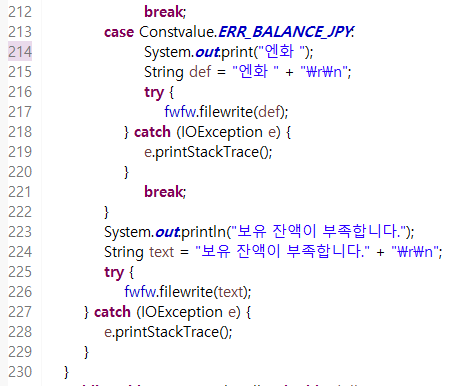 212 break;
213 case Constvalue.ERR_BALANCE_JPY:
214 System.out.print("엔화 ");
215 String def = "엔화 " + "₩r₩n";
216 try {
217 fwfw.filewrite(def);
218 } catch (IOException e) {
219 e.printStackTrace();
220 }
221 break;
222 }
223 System.out.println("보유 잔액이 부족합니다.");
224 String text = "보유 잔액이 부족합니다." + "₩r₩n";
225 try {
226 fwfw.filewrite(text);
227 } catch (IOException e) {
228 e.printStackTrace();
229 }
230 }